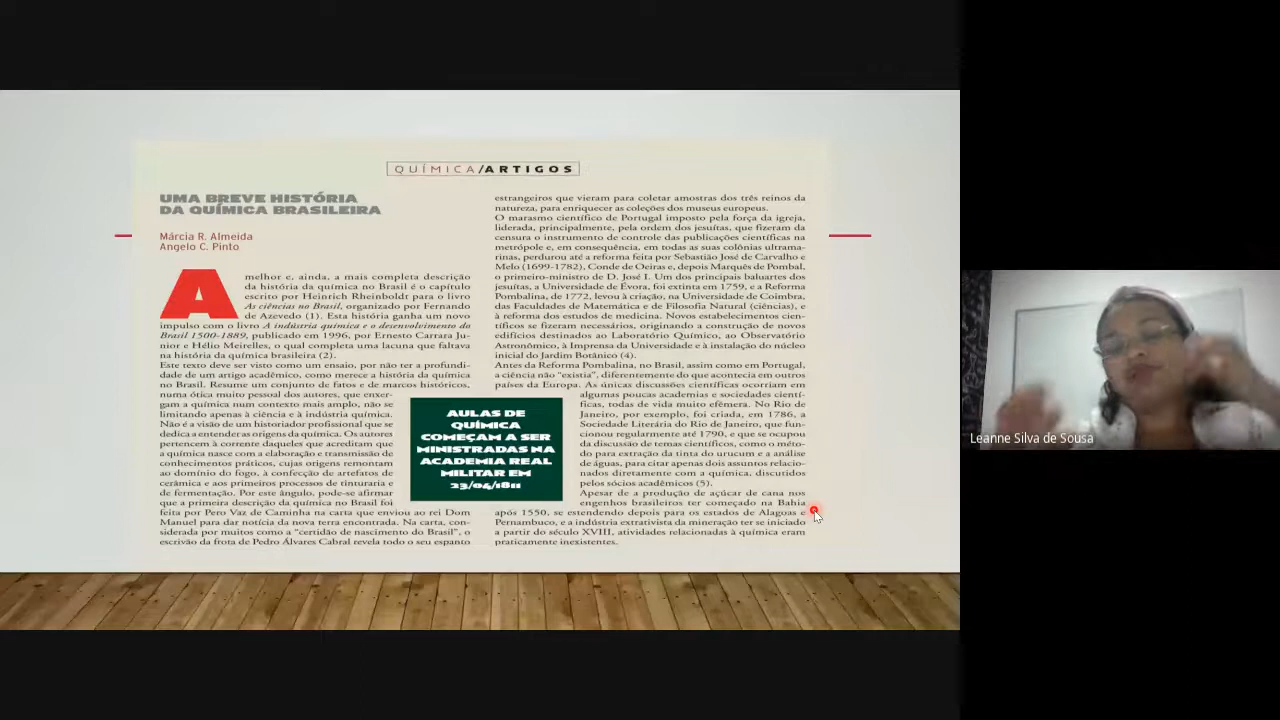 QUÍMICA/ARTIGOS
UMA BREVE HISTÓRIA
DA QUÍMICA BRASILEIRA
Márcia R. Almeida
Angelo C. Pinto
A melhor e, ainda, a mais completa descrição
da história da química no Brasil é o capítulo
escrito por Heinrich Rheinboldt para o livro
As ciências no Brasil, organizado por Fernando
de Azevedo (1). Esta história ganha um novo
impulso com o livro A indústria química e o desenvolvimento do
Brasil 1500-1889, publicado em 1996, por Ernesto Carrara Ju-
nior e Hélio Meirelles, o qual completa uma lacuna que faltava
na história da química brasileira (2).
Este texto deve ser visto como um ensaio, por não ter a profundi-
dade de um artigo acadêmico, como merece a história da química
no Brasil. Resume um conjunto de fatos e de marcos históricos,
numa ótica muito pessoal dos autores, que enxer-
gam a química num contexto mais amplo, não se
limitando apenas à ciência e à indústria química.
Não é a visão de um historiador profissional que se
dedica a entender as origens da química. Os autores
pertencem à corrente daqueles que acreditam que
a química nasce com a elaboração e transmissão de
conhecimentos práticos, cujas origens remontam
ao domínio do fogo, à confecção de artefatos de
cerâmica e aos primeiros processos de tinturaria e
de fermentação. Por este ângulo, pode-se afirmar
que a primeira descrição da química no Brasil foi
feita por Pero Vaz de Caminha na carta que enviou ao rei Dom
Manuel para dar notícia da nova terra encontrada. Na carta, con-
siderada por muitos como a "certidão de nascimento do Brasil", o
escrivão da frota de Pedro Álvares Cabral revela todo o seu espanto
AULAS DE
QUÍMICA
COMEÇAM A SER
MINISTRADAS NA
ACADEMIA REAL
MILITAR EM
23/04/1811
estrangeiros que vieram para coletar amostras dos três reinos da
natureza, para enriquecer as coleções dos museus europeus.
O marasmo científico de Portugal imposto pela força da igreja,
liderada, principalmente, pela ordem dos jesuítas, que fizeram da
censura o instrumento de controle das publicações científicas na
metrópole e, em consequência, em todas as suas colônias ultrama-
rinas, perdurou até a reforma feita por Sebastião José de Carvalho e
Melo (1699-1782), Conde de Oeiras e, depois Marquês de Pombal,
o primeiro-ministro de D. José I. Um dos principais baluartes dos
jesuítas, a Universidade de Évora, foi extinta em 1759, e a Reforma
Pombalina, de 1772, levou à criação, na Universidade de Coimbra,
das Faculdades de Matemática e de Filosofia Natural (ciências), e
à reforma dos estudos de medicina. Novos estabelecimentos cien-
tíficos se fizeram necessários, originando a construção de novos
edifícios destinados ao Laboratório Químico, ao Observatório
Astronômico, à Imprensa da Universidade e à instalação do núcleo
inicial do Jardim Botânico (4).
Antes da Reforma Pombalina, no Brasil, assim como em Portugal,
a ciência não "existia", diferentemente do que acontecia em outros
países da Europa. As únicas discussões científicas ocorriam em
algumas poucas academias e sociedades cientí-
ficas, todas de vida muito efêmera. No Rio de
Janeiro, por exemplo, foi criada, em 1786, a
Sociedade Literária do Rio de Janeiro, que fun-
cionou regularmente até 1790, e que se ocupou
da discussão de temas científicos, como o méto-
do para extração da tinta do urucum e a análise
de águas, para citar apenas dois assuntos relacio-
nados diretamente com a química, discutidos
pelos sócios acadêmicos (5).
Apesar de a produção de açúcar de cana nos
engenhos brasileiros ter começado na Bahia
após 1550, se estendendo depois para os estados de Alagoas e
Pernambuco, e a indústria extrativista da mineração ter se iniciado
a partir do século XVIII, atividades relacionadas à química eram
praticamente inexistentes.
Leanne Silva de Sousa